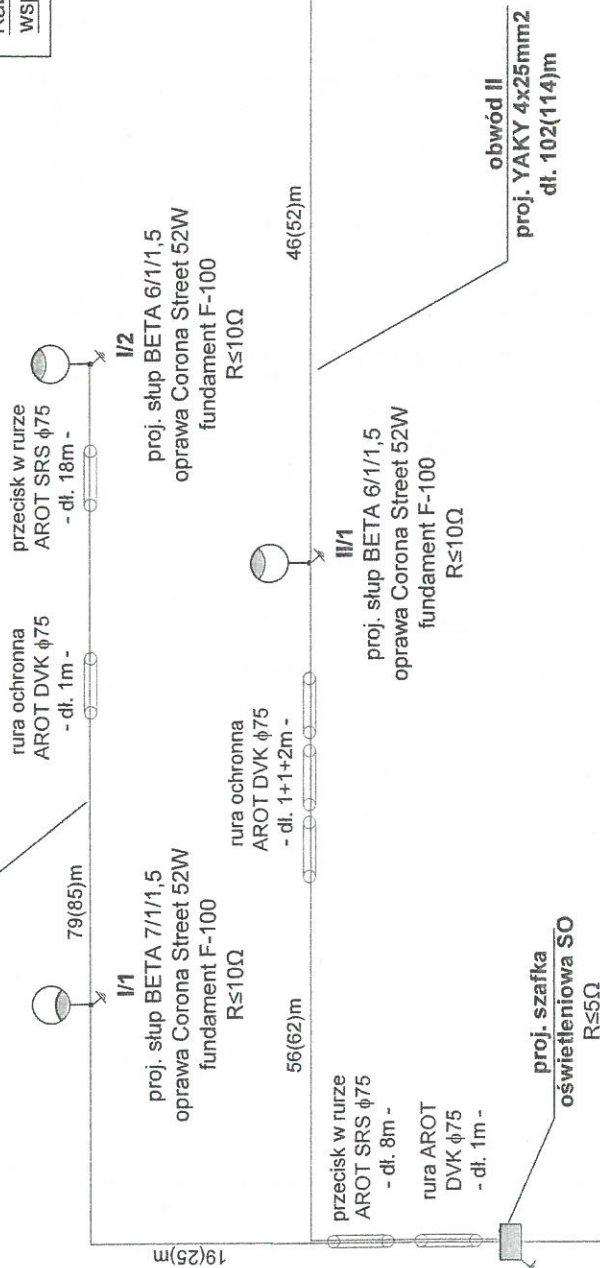 przecisk w rurze
AROT SRS ϕ75
- dł. 18m -
rura ochronna
AROT DVK ϕ75
- dł. 1m -
79(85)m
I/2
proj. słup BETA 6/1/1,5
oprawa Corona Street 52W
fundament F-100
R≤10Ω
I/1
proj. słup BETA 7/1/1,5
oprawa Corona Street 52W
fundament F-100
R≤10Ω
19(25)m
rura ochronna
AROT DVK ϕ75
- dł. 1+1+2m -
56(62)m
46(52)m
II/1
proj. słup BETA 6/1/1,5
oprawa Corona Street 52W
fundament F-100
R≤10Ω
obwód II
proj. YAKY 4x25mm2
dł. 102(114)m
przecisk w rurze
AROT SRS ϕ75
- dł. 8m -
rura AROT
DVK ϕ75
- dł. 1m -
proj. szafka
oświetleniowa SO
R≤5Ω